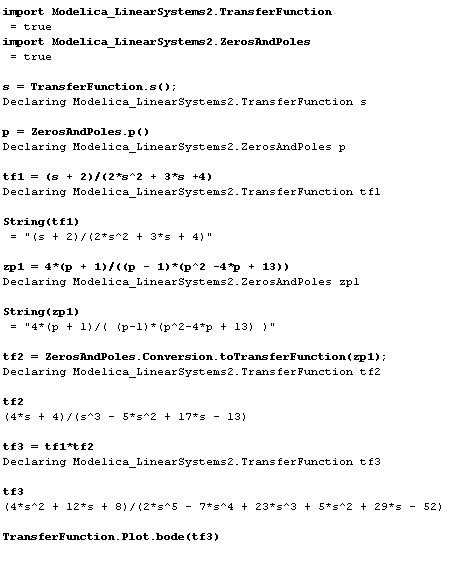 import Modelica_LinearSystems2.TransferFunction
= true
import Modelica_LinearSystems2.ZerosAndPoles
= true
s = TransferFunction.s();
Declaring Modelica_LinearSystems2.TransferFunction s
p = ZerosAndPoles.p()
Declaring Modelica_LinearSystems2.ZerosAndPoles p
tf1 = (s + 2)/(2*s^2 + 3*s +4)
Declaring Modelica_LinearSystems2.TransferFunction tf1
String(tf1)
= "(s + 2)/(2*s^2 + 3*s + 4)"
zp1 = 4*(p + 1)/((p - 1)*(p^2 -4*p + 13))
Declaring Modelica_LinearSystems2.ZerosAndPoles zp1
String(zp1)
= "4*(p + 1)/( (p-1)*(p^2-4*p + 13) )"
tf2 = ZerosAndPoles.Conversion.toTransferFunction(zp1);
Declaring Modelica_LinearSystems2.TransferFunction tf2
tf2
(4*s + 4)/(s^3 - 5*s^2 + 17*s - 13)
tf3 = tf1*tf2
Declaring Modelica_LinearSystems2.TransferFunction tf3
tf3
(4*s^2 + 12*s + 8)/(2*s^5 - 7*s^4 + 23*s^3 + 5*s^2 + 29*s - 52)
TransferFunction.Plot.bode(tf3)